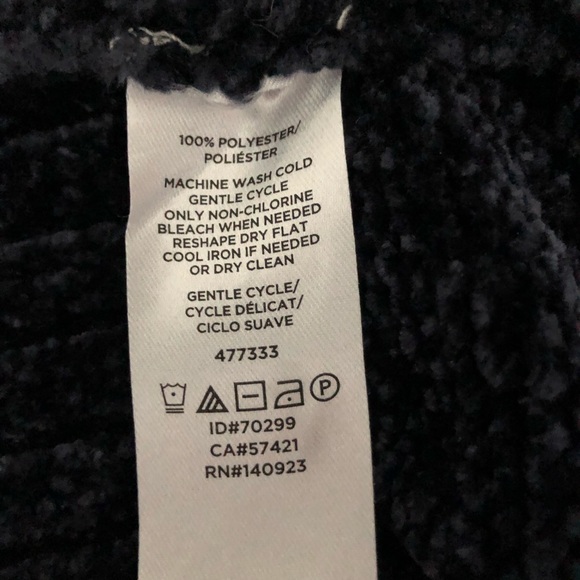 100% POLYESTER/
POLIÉSTER
MACHINE WASH COLD
GENTLE CYCLE
ONLY NON-CHLORINE
BLEACH WHEN NEEDED
RESHAPE DRY FLAT
COOL IRON IF NEEDED
OR DRY CLEAN
GENTLE CYCLE/
CYCLE DÉLICAT/
CICLO SUAVE
477333
P
ID#70299
CA#57421
RN#140923